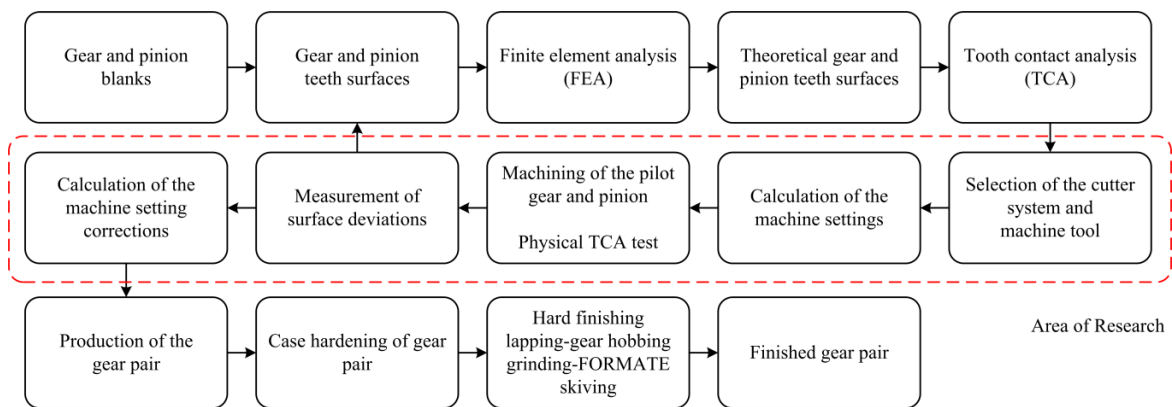 Gear and pinion
blanks
Gear and pinion
teeth surfaces
Finite element analysis
(FEA)
Theoretical gear and
pinion teeth surfaces
Tooth contact analysis
(TCA)
Calculation of the
machine setting
corrections
Measurement of
surface deviations
Machining of the pilot
gear and pinion
Physical TCA test
Calculation of
the machine settings
Selection of the cutter
system and
machine tool
Production of the
gear pair
Case hardening of gear
pair
Hard finishing
lapping-gear hobbing
grinding-FORMATE
skiving
Finished gear pair
Area of Research